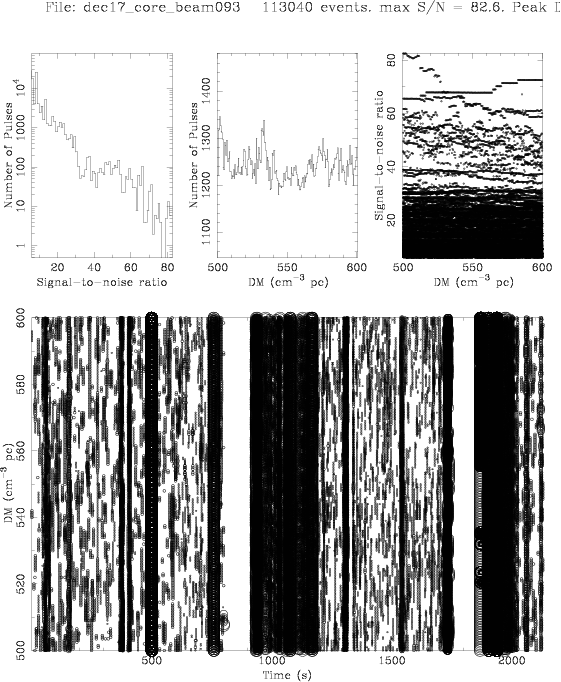 File: dec17_core_beam093 113040 events. max S/N = 82.6. Peak D
Number of Pulses
1 10 100 1000 10^4
20 40 60 80
Signal-to-noise ratio
Number of Pulses
1100 1200 1300 1400
500 550 600
DM (cm^-3 pc)
Signal-to-noise ratio
20 40 60 80
500 550 600
DM (cm^-3 pc)
DM (cm^-3 pc)
500 520 540 560 580 600
500 1000 1500 2000
Time (s)